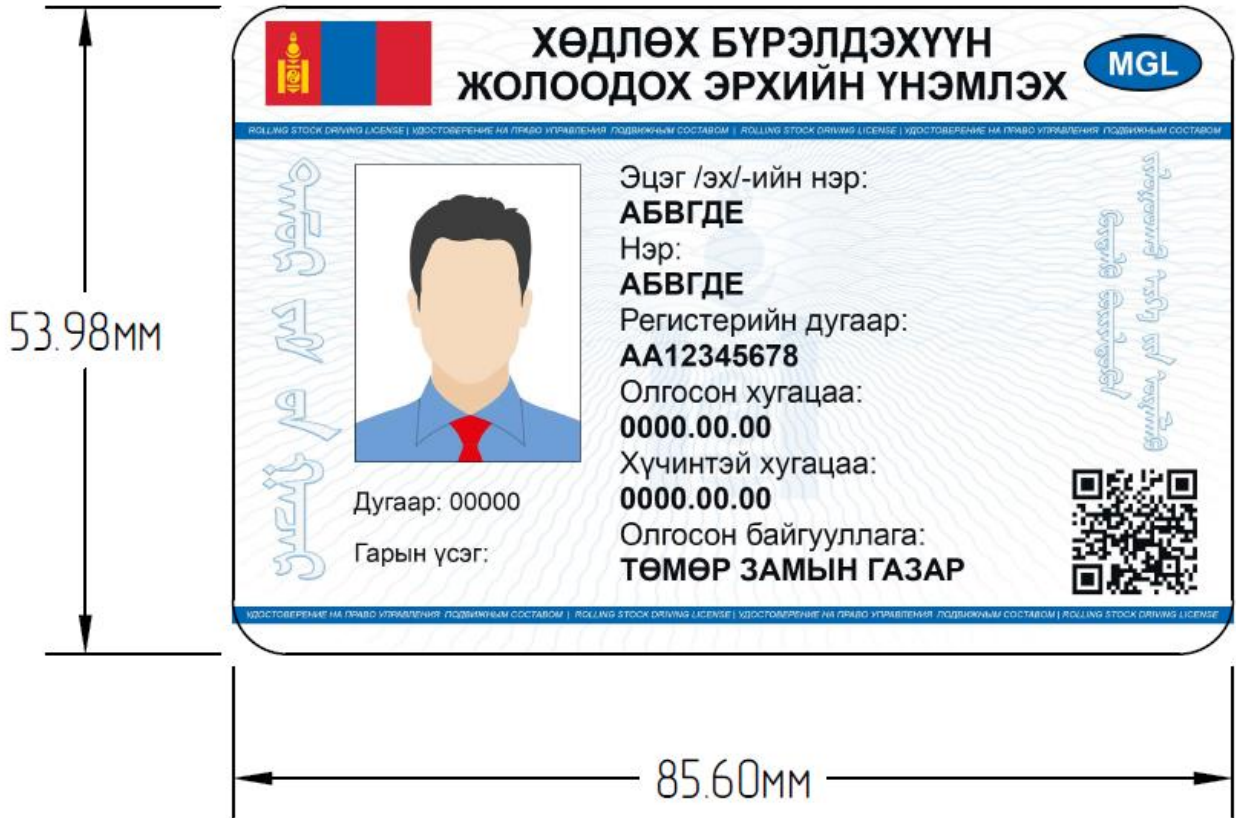 ХӨДЛӨХ БҮРЭЛДЭХҮҮН
ЖОЛООДОХ ЭРХИЙН ҮНЭМЛЭХ
MGL
ROLLING STOCK DRIVING LICENSE | УДОСТОВЕРЕНИЕ НА ПРАВО УПРАВЛЕНИЯ ПОДВИЖНЫМ СОСТАВОМ | ROLLING STOCK DRIVING LICENSE | УДОСТОВЕРЕНИЕ НА ПРАВО УПРАВЛЕНИЯ ПОДВИЖНЫМ СОСТАВОМ
Эцэг /эх/-ийн нэр:
АБВГДЕ
Нэр:
АБВГДЕ
Регистерийн дугаар:
АА12345678
Олгосон хугацаа:
0000.00.00
Хүчинтэй хугацаа:
0000.00.00
Олгосон байгууллага:
ТӨМӨР ЗАМЫН ГАЗАР
Дугаар: 00000
Гарын үсэг:
УДОСТОВЕРЕНИЕ НА ПРАВО УПРАВЛЕНИЯ ПОДВИЖНЫМ СОСТАВОМ | ROLLING STOCK DRIVING LICENSE | УДОСТОВЕРЕНИЕ НА ПРАВО УПРАВЛЕНИЯ ПОДВИЖНЫМ СОСТАВОМ | ROLLING STOCK DRIVING LICENSE
53.98мм
85.60мм